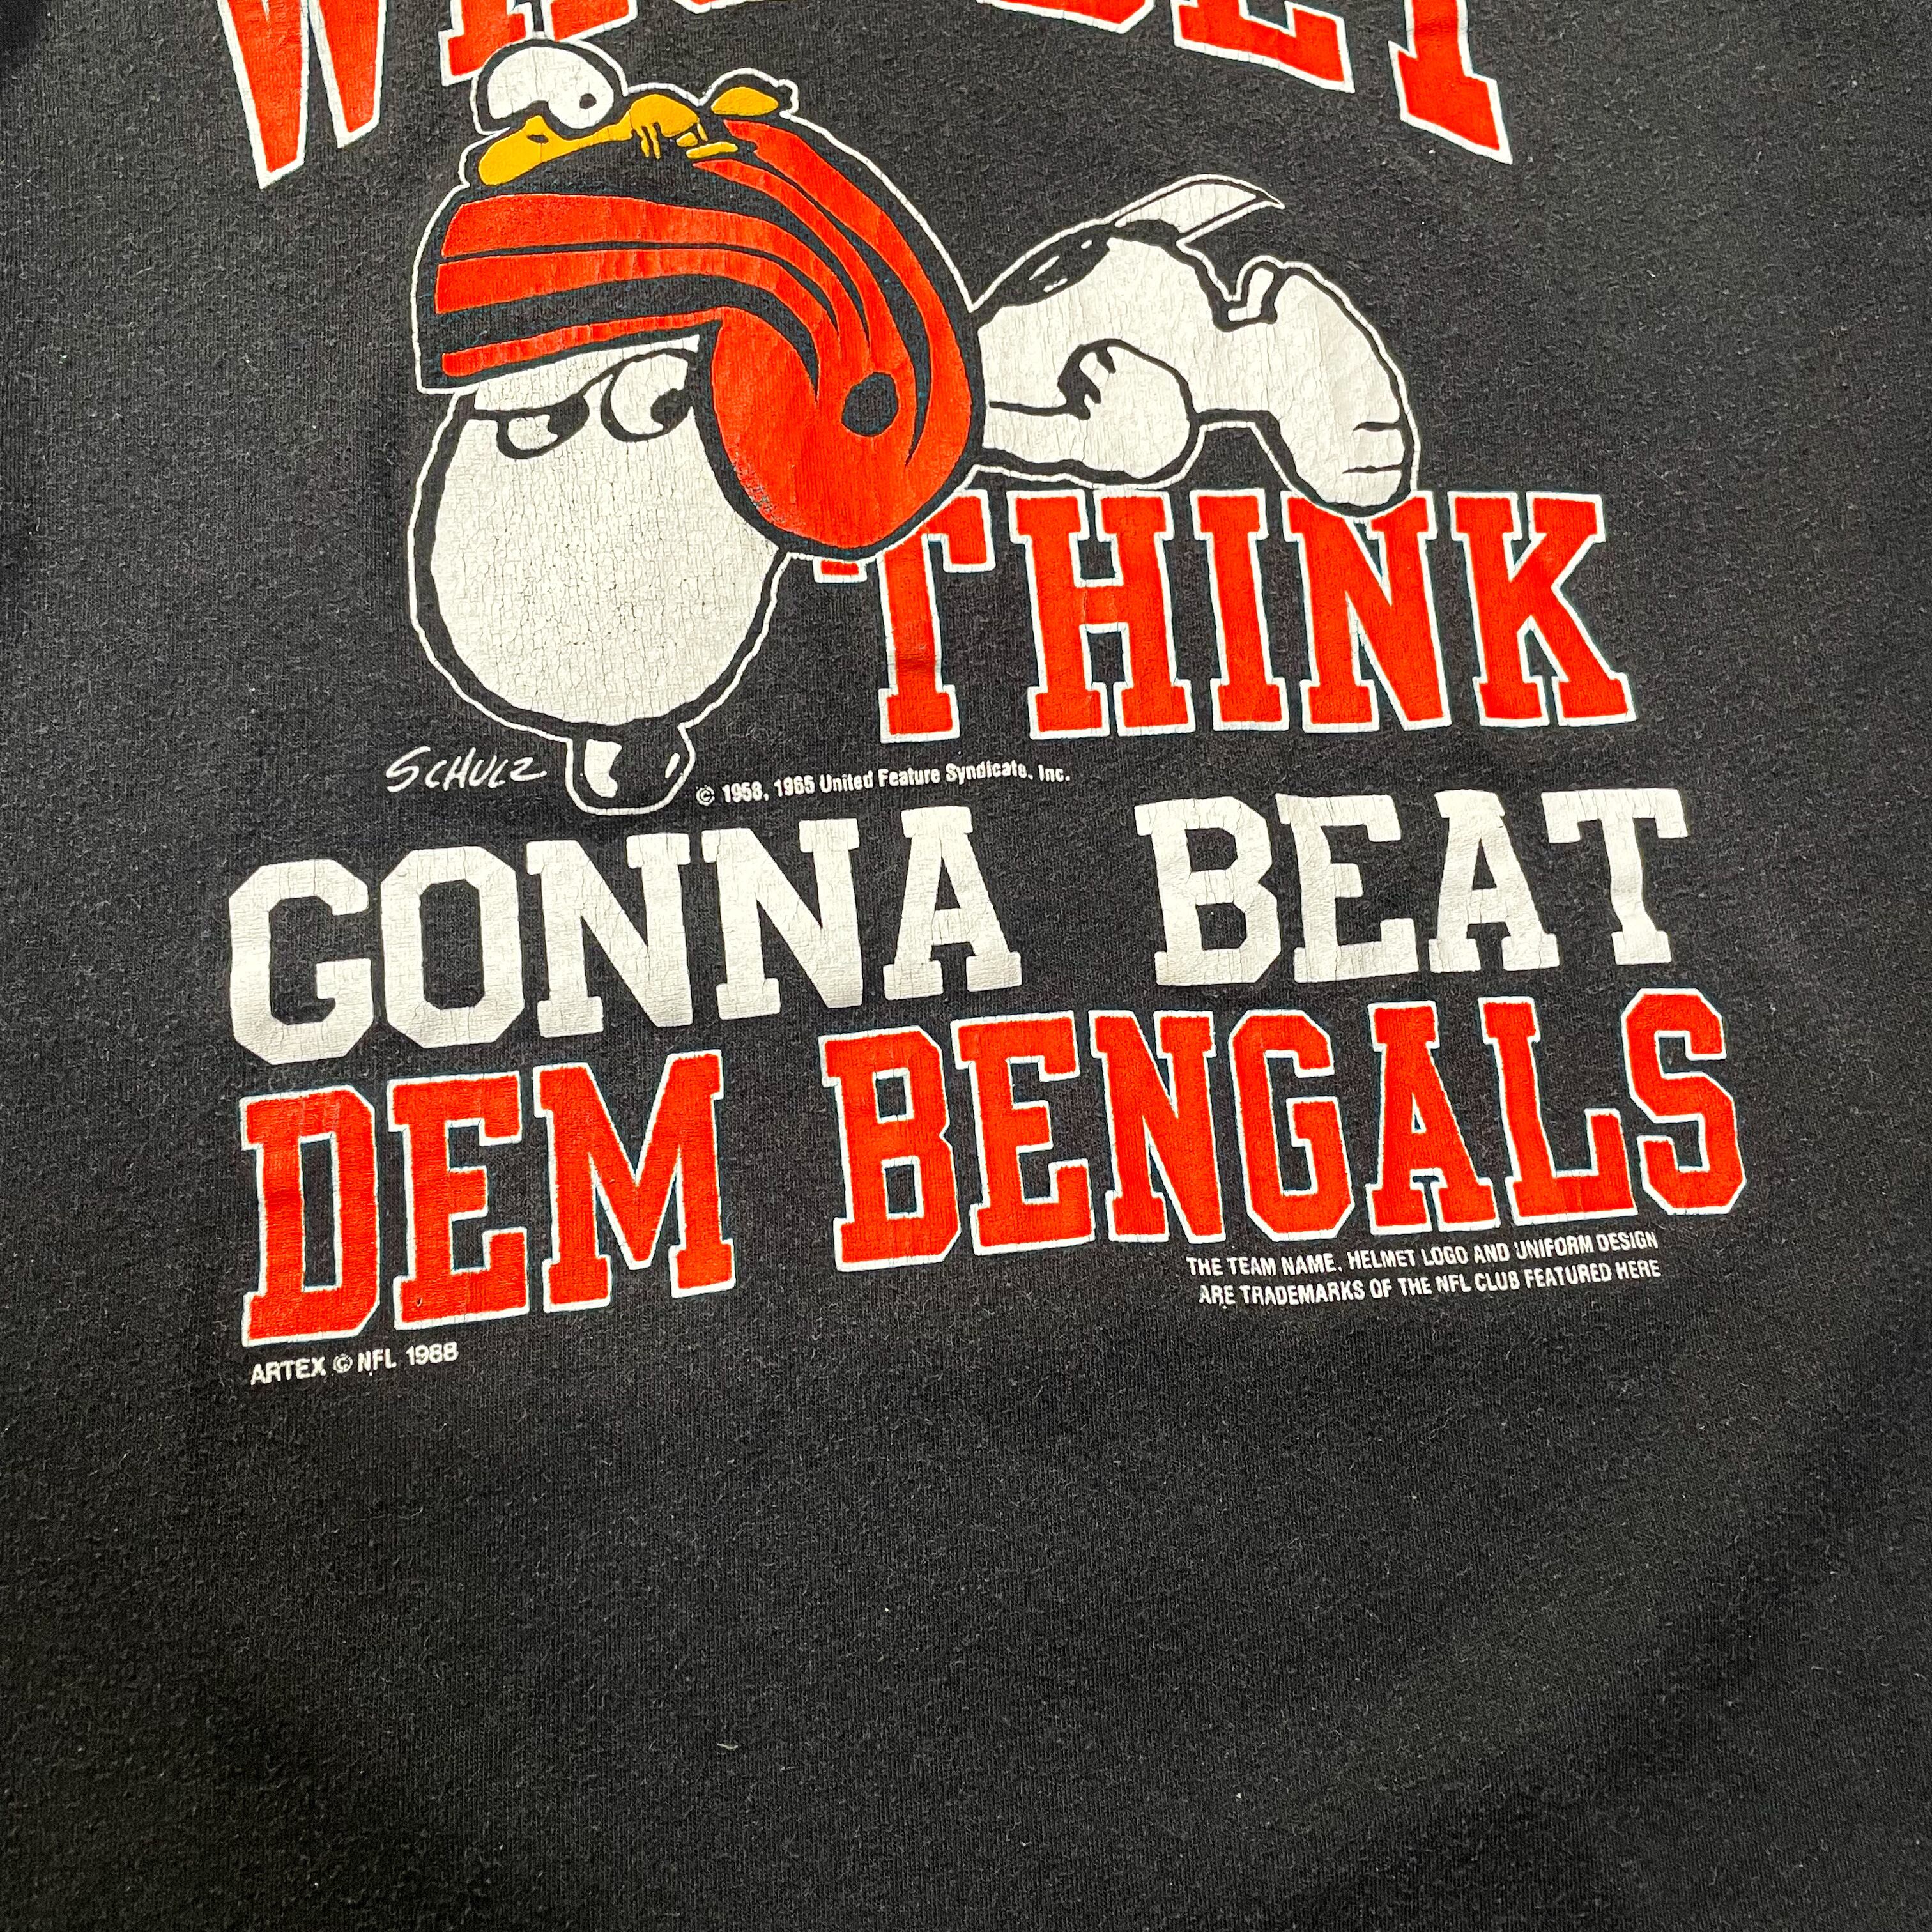 THINK
SCHULZ
© 1958, 1965 United Feature Syndicate, Inc.
GONNA BEAT
DEM BENGALS
THE TEAM NAME, HELMET LOGO AND UNIFORM DESIGN
ARE TRADEMARKS OF THE NFL CLUB FEATURED HERE
ARTEX © NFL 1988